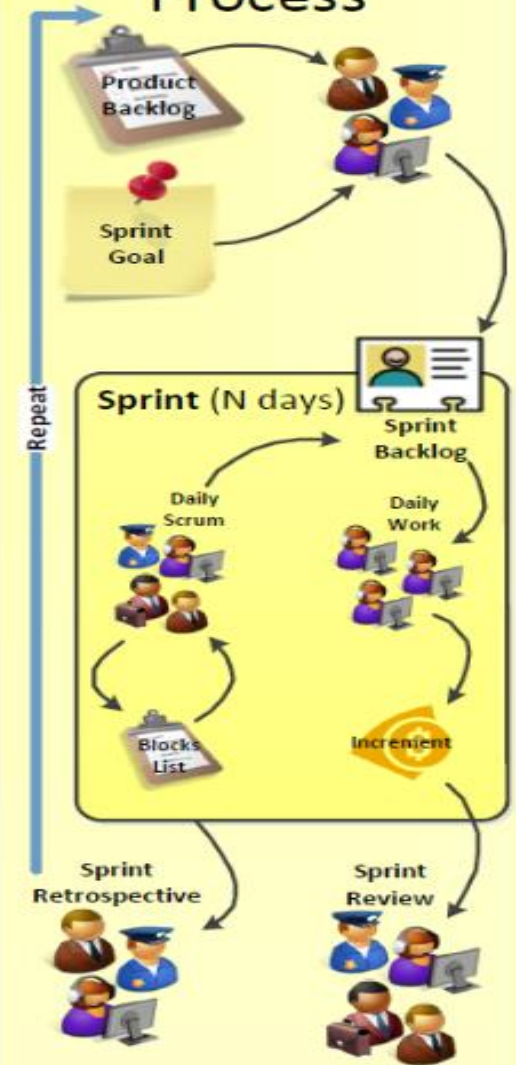 Process
Product
Backlog
Sprint
Goal
Repeat
Sprint (N days)
Sprint
Backlog
Daily
Scrum
Daily
Work
Blocks
List
Increment
Sprint
Retrospective
Sprint
Review